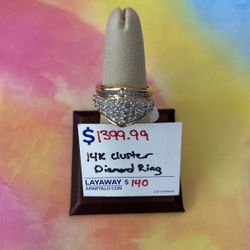 $1399.99
14K Cluster
Diamond Ring
LAYAWAY $ 140
APARTALO CON